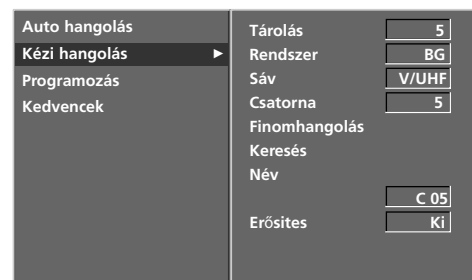 Auto hangolás
Kézi hangolás ►
Programozás
Kedvencek
Tárolás 5
Rendszer BG
Sáv V/UHF
Csatorna 5
Finomhangolás
Keresés
Név
C 05
Erősites Ki